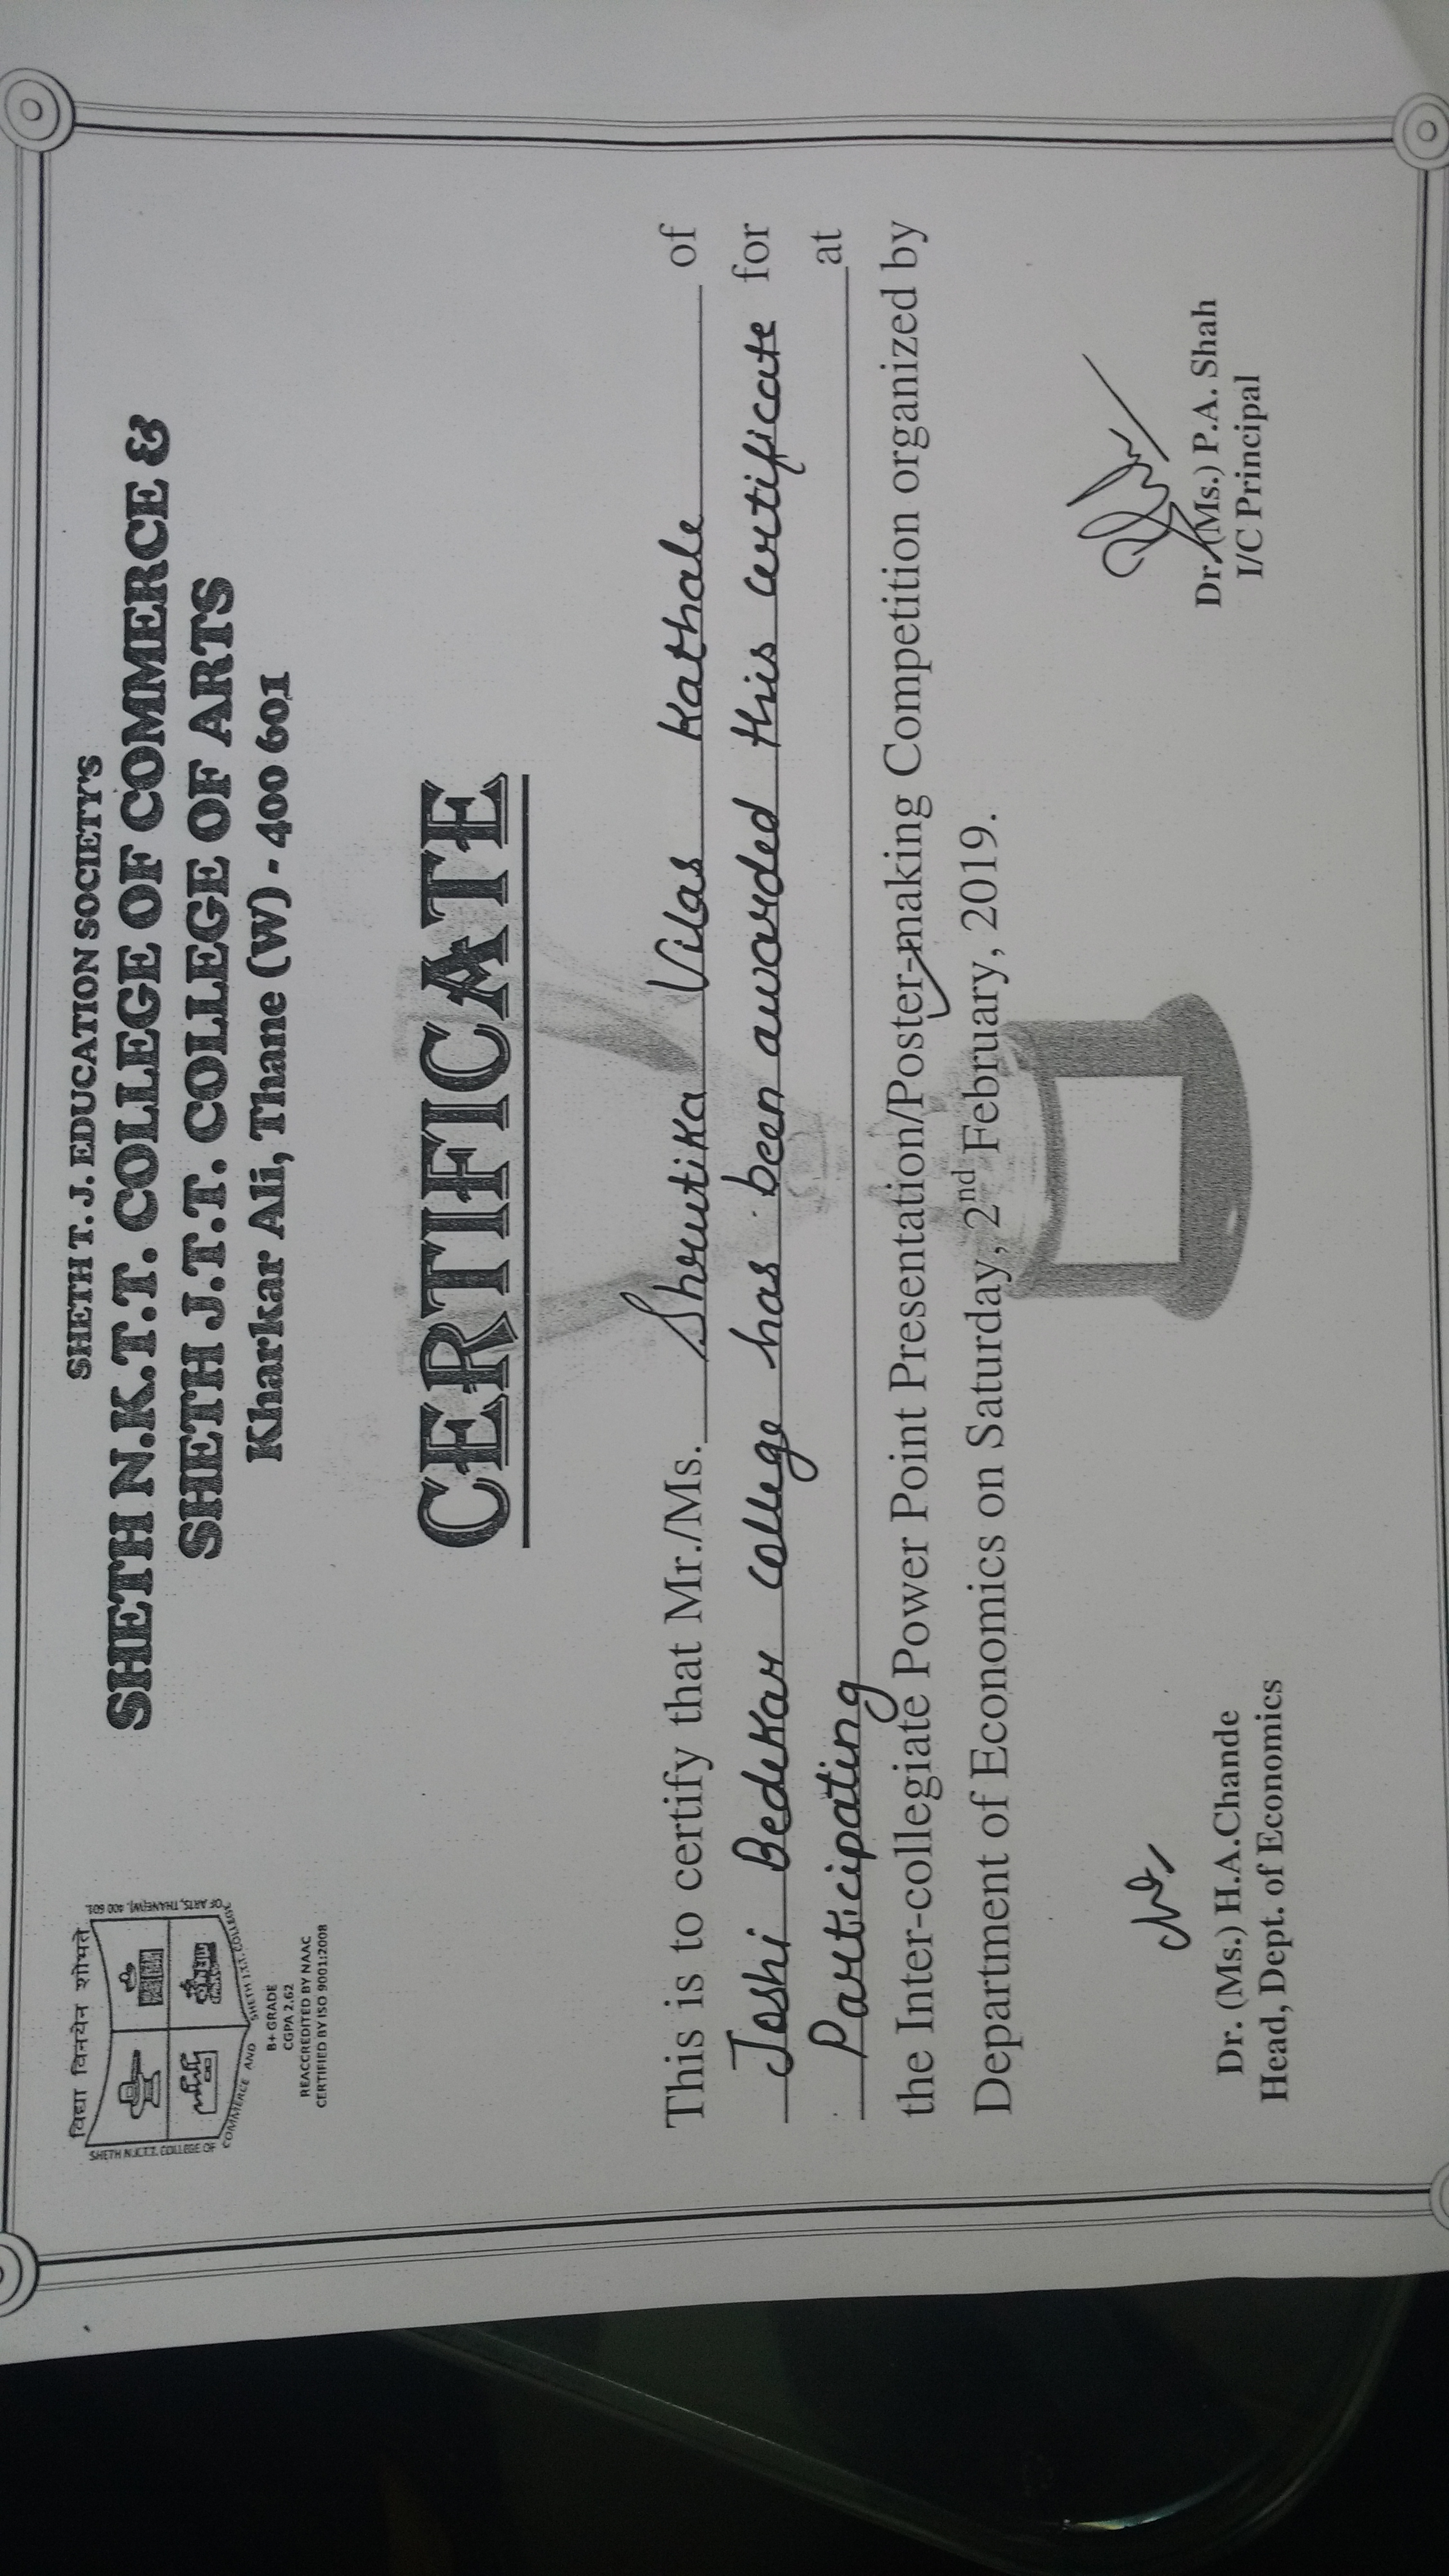 विद्या विनयेन शोभते
SHETH N.K.T.T. COLLEGE OF COMMERCE AND SHETH J.T.T. COLLEGE OF ARTS, THANE(W), 400 601.
B+ GRADE
CGPA 2.62
REACCREDITED BY NAAC
CERTIFIED BY ISO 9001:2008
SHETH T. J. EDUCATION SOCIETY'S
SHETH N.K.T.T. COLLEGE OF COMMERCE &
SHETH J.T.T. COLLEGE OF ARTS
Kharkar Ali, Thane (W) - 400 601
CERTIFICATE
This is to certify that Mr./Ms. Shrutika Vilas Kathale of
Joshi Bedekar college has been awarded this certificate for
Participating at
the Inter-collegiate Power Point Presentation/Poster-making Competition organized by
Department of Economics on Saturday, 2nd February, 2019.
Dr. (Ms.) H.A.Chande
Head, Dept. of Economics
Dr. (Ms.) P.A. Shah
I/C Principal